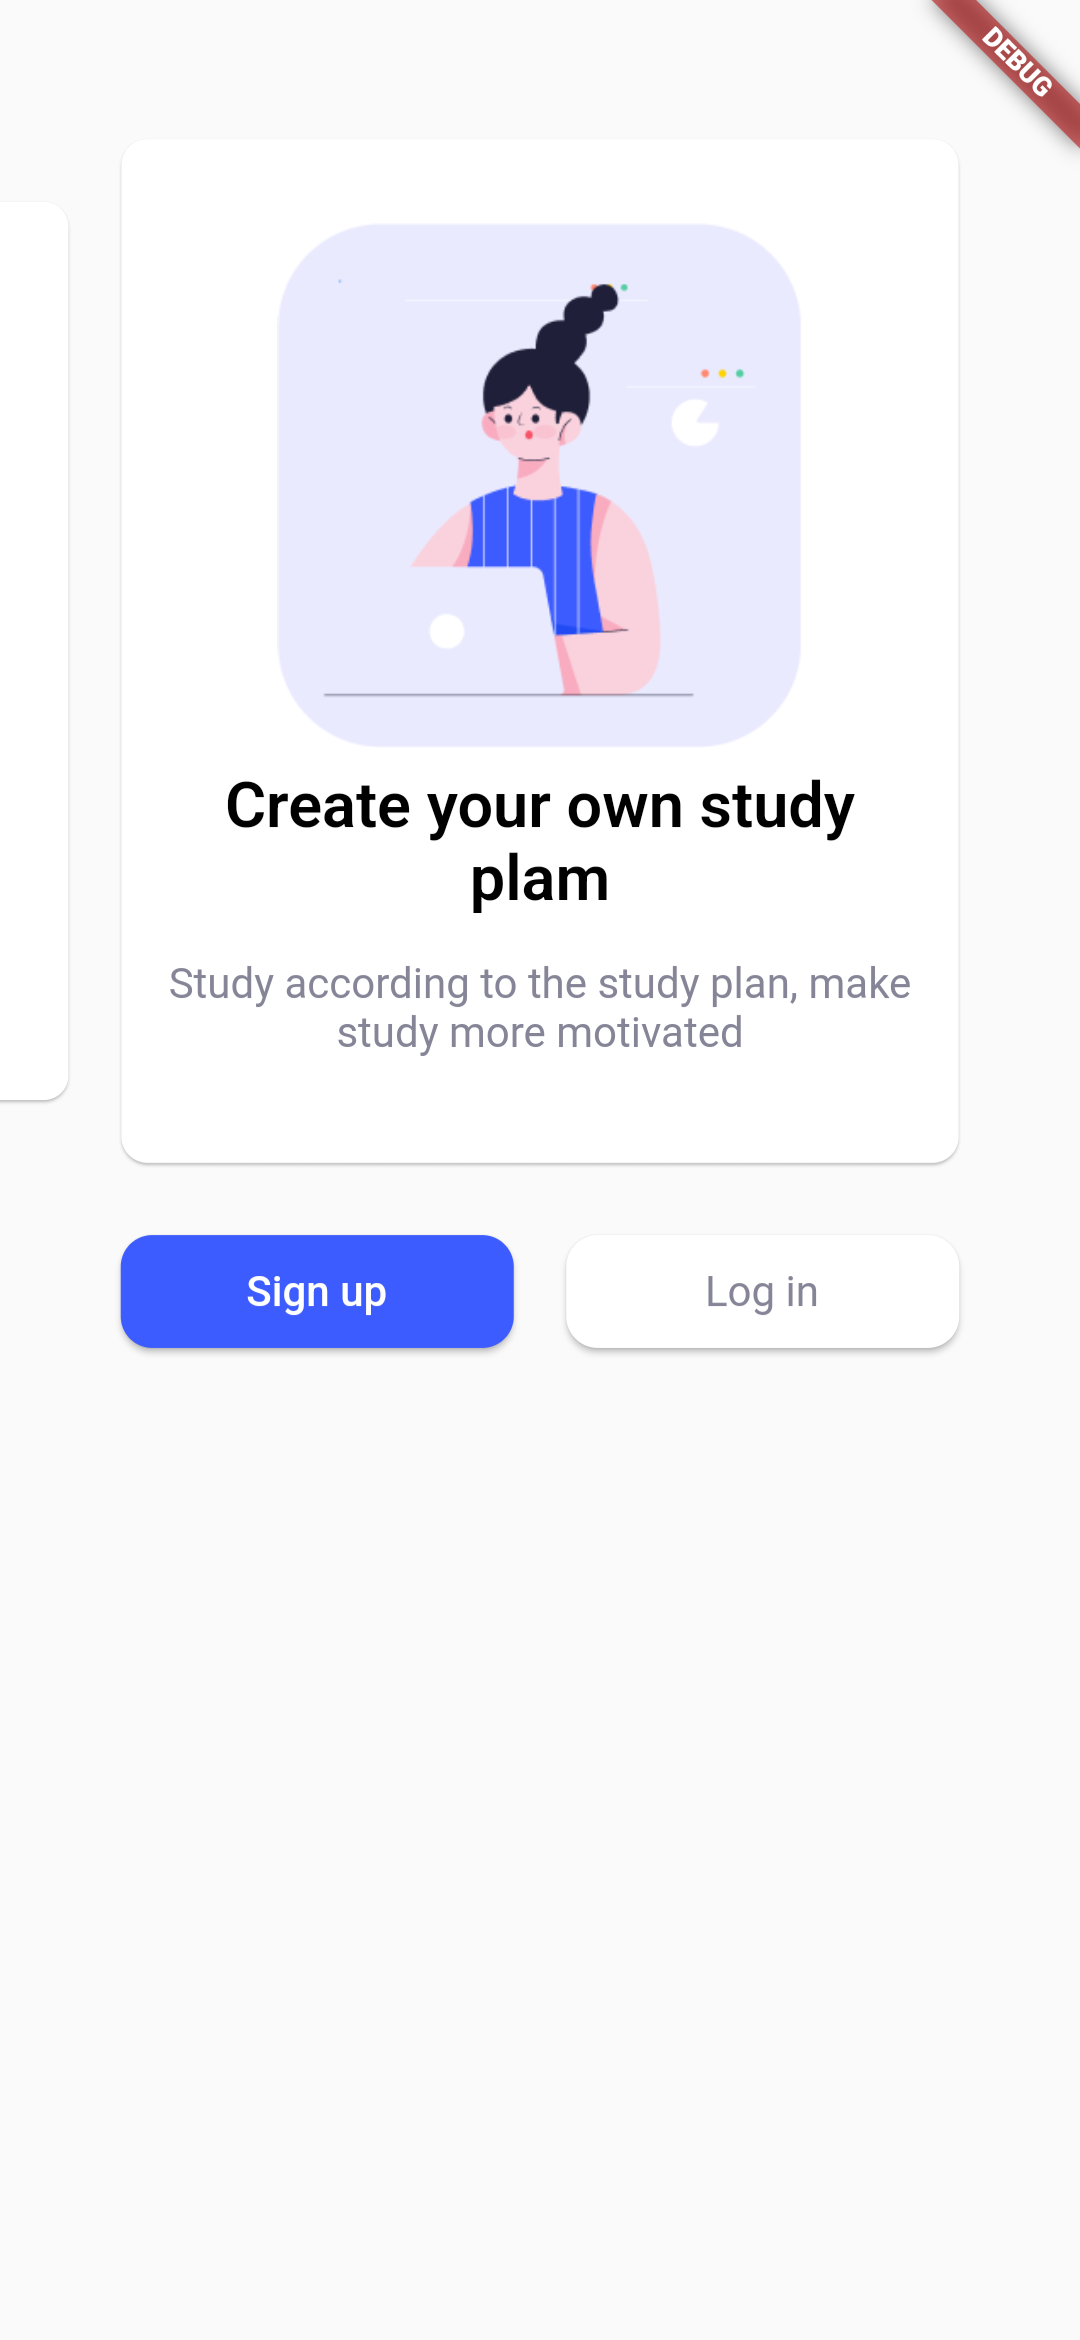 DEBUG
Create your own study
plam
Study according to the study plan, make
study more motivated
Sign up
Log in